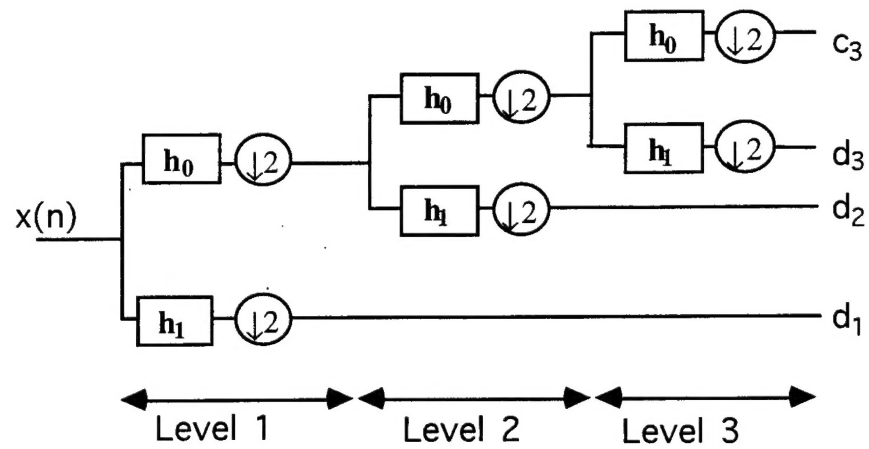 h₀ ↓2 c₃
h₀ ↓2
h₁ ↓2 d₃
h₀ ↓2
h₁ ↓2 d₂
x(n)
h₁ ↓2 d₁
Level 1 Level 2 Level 3